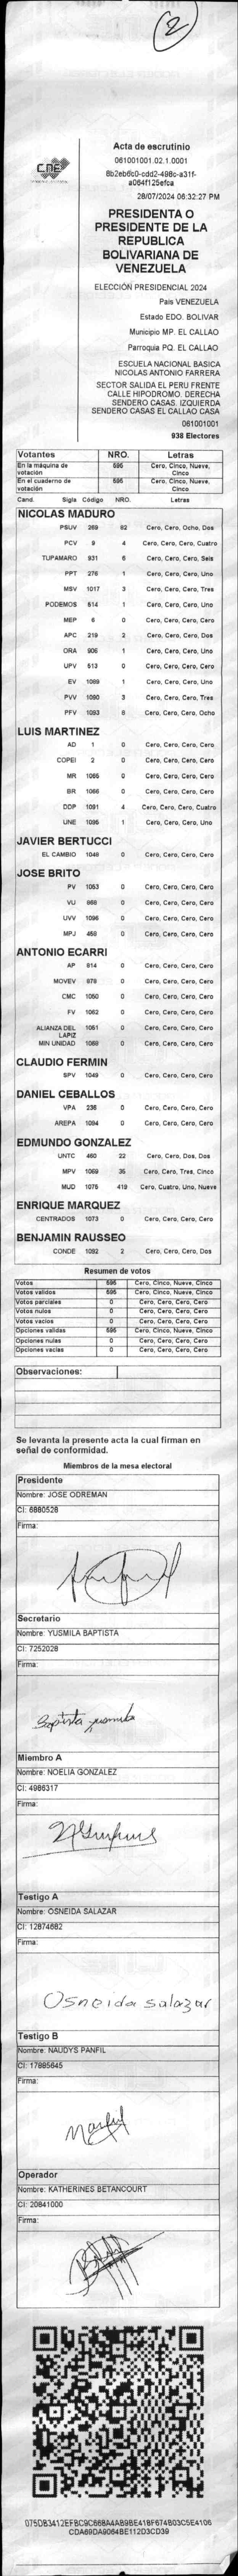 2
CNE
Acta de escrutinio
061001001.02.1.0001
8b2eb6c0-cdd2-498c-a31f-
a064f125efca
28/07/2024 06:32:27 PM
PRESIDENTA O
PRESIDENTE DE LA
REPUBLICA
BOLIVARIANA DE
VENEZUELA
ELECCIÓN PRESIDENCIAL 2024
Pais VENEZUELA
Estado EDO. BOLIVAR
Municipio MP. EL CALLAO
Parroquia PQ. EL CALLAO
ESCUELA NACIONAL BASICA
NICOLAS ANTONIO FARRERA
SECTOR SALIDA EL PERU FRENTE
CALLE HIPODROMO. DERECHA
SENDERO CASAS. IZQUIERDA
SENDERO CASAS EL CALLAO CASA
061001001
938 Electores
Votantes NRO. Letras
En la máquina de votación 595 Cero, Cinco, Nueve, Cinco
En el cuaderno de votación 595 Cero, Cinco, Nueve, Cinco
Cand. Sigla Código NRO. Letras
NICOLAS MADURO
PSUV 269 82 Cero, Cero, Ocho, Dos
PCV 9 4 Cero, Cero, Cero, Cuatro
TUPAMARO 931 6 Cero, Cero, Cero, Seis
PPT 276 1 Cero, Cero, Cero, Uno
MSV 1017 3 Cero, Cero, Cero, Tres
PODEMOS 514 1 Cero, Cero, Cero, Uno
MEP 6 0 Cero, Cero, Cero, Cero
APC 219 2 Cero, Cero, Cero, Dos
ORA 906 1 Cero, Cero, Cero, Uno
UPV 513 0 Cero, Cero, Cero, Cero
EV 1089 1 Cero, Cero, Cero, Uno
PVV 1090 3 Cero, Cero, Cero, Tres
PFV 1093 8 Cero, Cero, Cero, Ocho
LUIS MARTINEZ
AD 1 0 Cero, Cero, Cero, Cero
COPEI 2 0 Cero, Cero, Cero, Cero
MR 1065 0 Cero, Cero, Cero, Cero
BR 1066 0 Cero, Cero, Cero, Cero
DDP 1091 4 Cero, Cero, Cero, Cuatro
UNE 1095 1 Cero, Cero, Cero, Uno
JAVIER BERTUCCI
EL CAMBIO 1048 0 Cero, Cero, Cero, Cero
JOSE BRITO
PV 1053 0 Cero, Cero, Cero, Cero
VU 968 0 Cero, Cero, Cero, Cero
UVV 1096 0 Cero, Cero, Cero, Cero
MPJ 459 0 Cero, Cero, Cero, Cero
ANTONIO ECARRI
AP 914 0 Cero, Cero, Cero, Cero
MOVEV 979 0 Cero, Cero, Cero, Cero
CMC 1050 0 Cero, Cero, Cero, Cero
FV 1062 0 Cero, Cero, Cero, Cero
ALIANZA DEL LAPIZ 1051 0 Cero, Cero, Cero, Cero
MIN UNIDAD 1059 0 Cero, Cero, Cero, Cero
CLAUDIO FERMIN
SPV 1049 0 Cero, Cero, Cero, Cero
DANIEL CEBALLOS
VPA 236 0 Cero, Cero, Cero, Cero
AREPA 1094 0 Cero, Cero, Cero, Cero
EDMUNDO GONZALEZ
UNTC 460 22 Cero, Cero, Dos, Dos
MPV 1069 35 Cero, Cero, Tres, Cinco
MUD 1075 419 Cero, Cuatro, Uno, Nueve
ENRIQUE MARQUEZ
CENTRADOS 1073 0 Cero, Cero, Cero, Cero
BENJAMIN RAUSSEO
CONDE 1092 2 Cero, Cero, Cero, Dos
Resumen de votos
Votos 595 Cero, Cinco, Nueve, Cinco
Votos validos 595 Cero, Cinco, Nueve, Cinco
Votos parciales 0 Cero, Cero, Cero, Cero
Votos nulos 0 Cero, Cero, Cero, Cero
Votos vacios 0 Cero, Cero, Cero, Cero
Opciones validas 595 Cero, Cinco, Nueve, Cinco
Opciones nulas 0 Cero, Cero, Cero, Cero
Opciones vacias 0 Cero, Cero, Cero, Cero
Observaciones:
Se levanta la presente acta la cual firman en
señal de conformidad.
Miembros de la mesa electoral
Presidente
Nombre: JOSE ODREMAN
CI: 6880526
Firma:
Secretario
Nombre: YUSMILA BAPTISTA
CI: 7252028
Firma:
Baptista yusmila
Miembro A
Nombre: NOELIA GONZALEZ
CI: 4986317
Firma:
Testigo A
Nombre: OSNEIDA SALAZAR
CI: 12874682
Firma:
Osneida salazar
Testigo B
Nombre: NAUDYS PANFIL
CI: 17885645
Firma:
Operador
Nombre: KATHERINES BETANCOURT
CI: 20841000
Firma:
075DB3412EFBC9C668A4AB9BE418F674B03C5E4106
CDA69DA9064BE112D3CD39